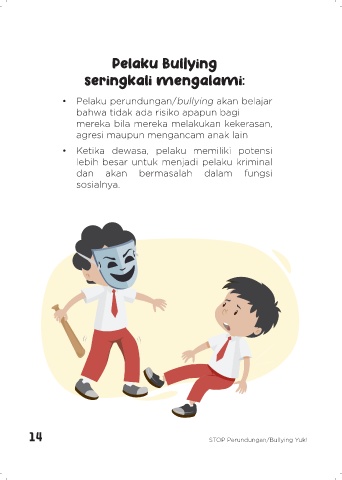 Pelaku Bullying
seringkali mengalami:
• Pelaku perundungan/bullying akan belajar
bahwa tidak ada risiko apapun bagi
mereka bila mereka melakukan kekerasan,
agresi maupun mengancam anak lain
• Ketika dewasa, pelaku memiliki potensi
lebih besar untuk menjadi pelaku kriminal
dan akan bermasalah dalam fungsi
sosialnya.
14
STOP Perundungan/Bullying Yuk!